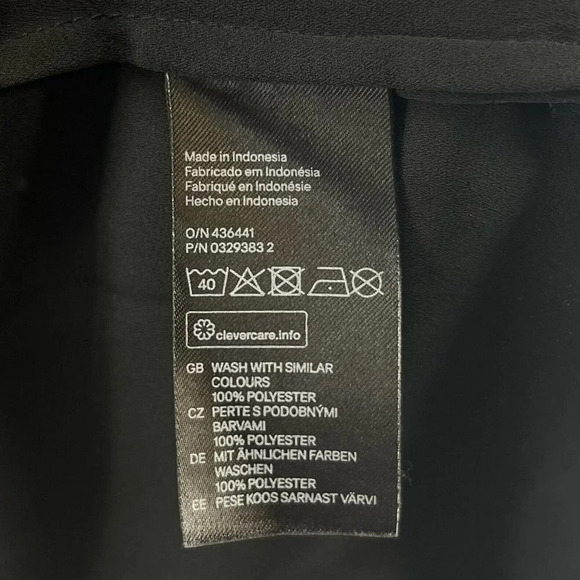 Made in Indonesia
Fabricado em Indonésia
Fabriqué en Indonésie
Hecho en Indonesia
O/N 436441
P/N 0329383 2
40
clevercare.info
GB WASH WITH SIMILAR
COLOURS
100% POLYESTER
CZ PERTE S PODOBNÝMI
BARVAMI
100% POLYESTER
DE MIT ÄHNLICHEN FARBEN
WASCHEN
100% POLYESTER
EE PESE KOOS SARNAST VÄRVI